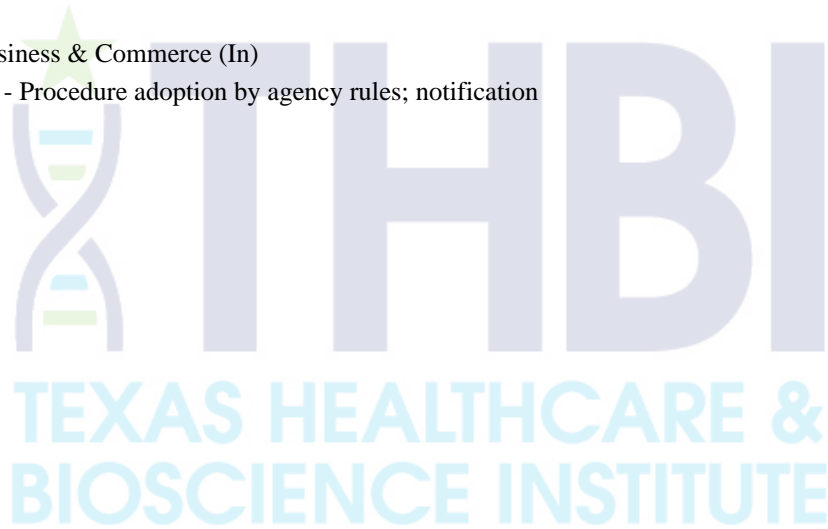 siness & Commerce (In)
- Procedure adoption by agency rules; notification
THBI
TEXAS HEALTHCARE &
BIOSCIENCE INSTITUTE